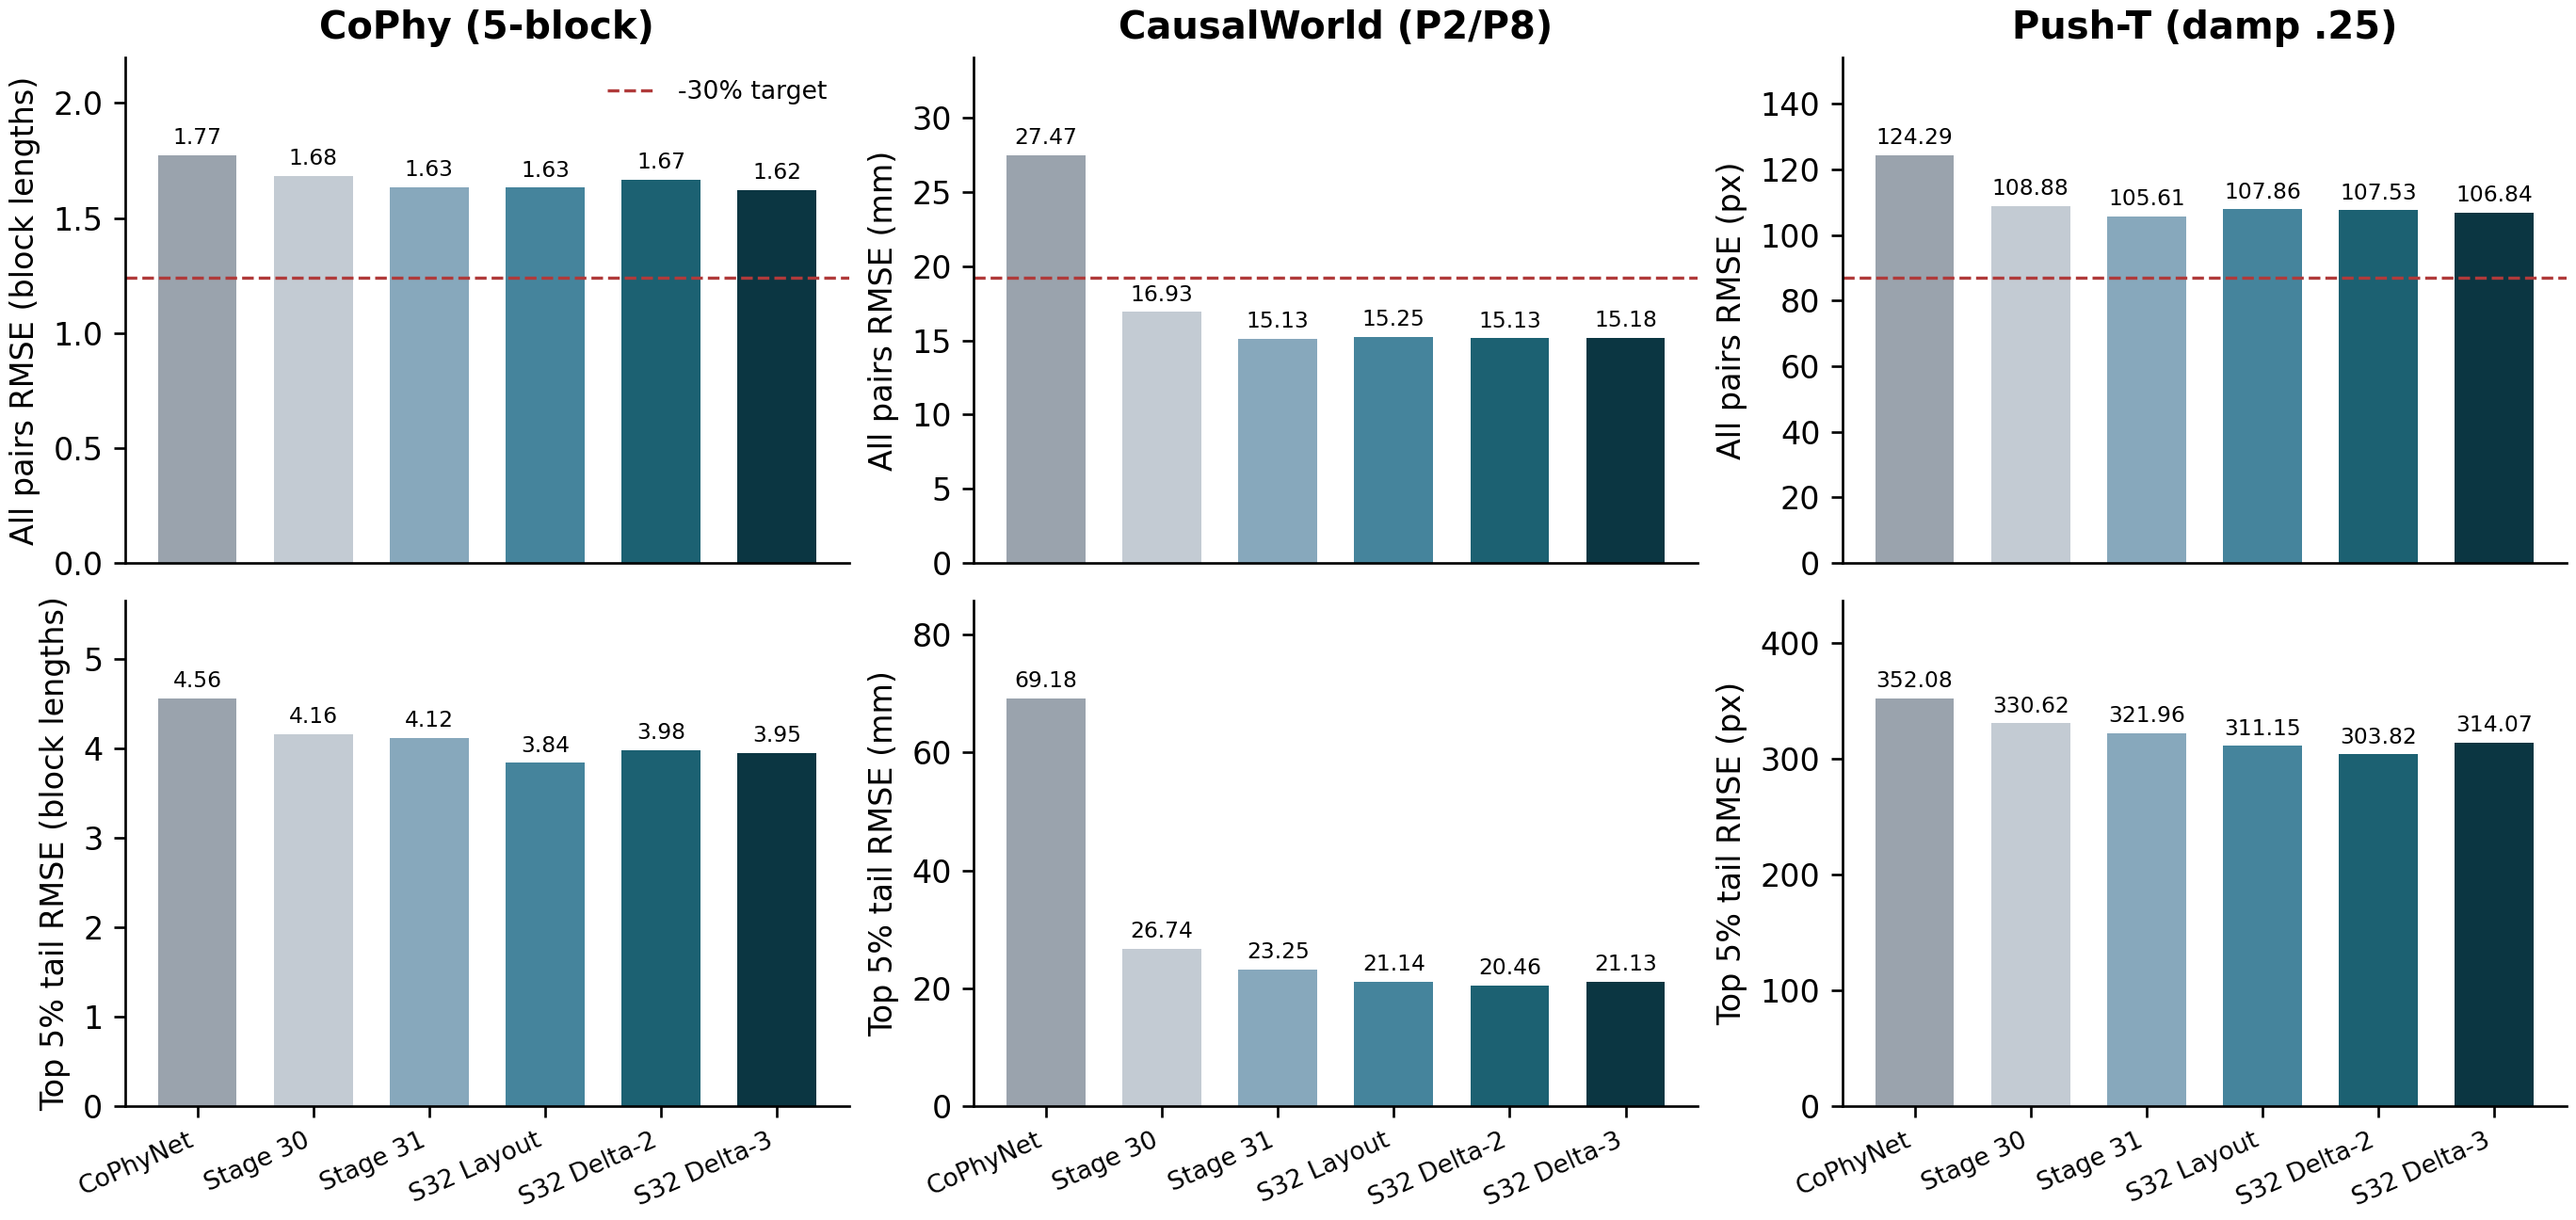 CoPhy (5-block)
CausalWorld (P2/P8)
Push-T (damp .25)
All pairs RMSE (block lengths)
2.0
1.5
1.0
0.5
0.0
-30% target
1.77
1.68
1.63
1.63
1.67
1.62
All pairs RMSE (mm)
30
25
20
15
10
5
0
27.47
16.93
15.13
15.25
15.13
15.18
All pairs RMSE (px)
140
120
100
80
60
40
20
0
124.29
108.88
105.61
107.86
107.53
106.84
Top 5% tail RMSE (block lengths)
5
4
3
2
1
0
4.56
4.16
4.12
3.84
3.98
3.95
CoPhyNet
Stage 30
Stage 31
S32 Layout
S32 Delta-2
S32 Delta-3
Top 5% tail RMSE (mm)
80
60
40
20
0
69.18
26.74
23.25
21.14
20.46
21.13
CoPhyNet
Stage 30
Stage 31
S32 Layout
S32 Delta-2
S32 Delta-3
Top 5% tail RMSE (px)
400
300
200
100
0
352.08
330.62
321.96
311.15
303.82
314.07
CoPhyNet
Stage 30
Stage 31
S32 Layout
S32 Delta-2
S32 Delta-3